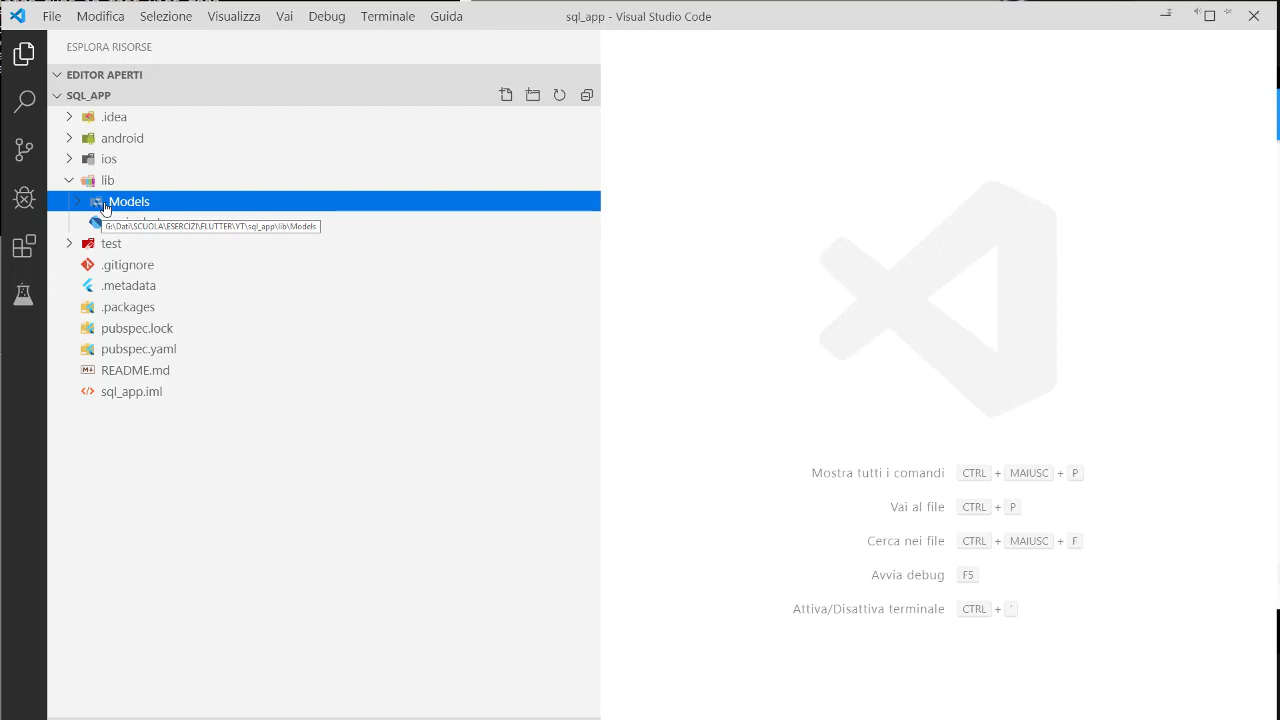 File Modifica Selezione Visualizza Vai Debug Terminale Guida sql_app - Visual Studio Code
ESPLORA RISORSE
EDITOR APERTI
SQL_APP
.idea
android
ios
lib
Models
G:\Dati\SCUOLA\ESERCIZI\FLUTTER\YT\sql_app\lib\Models
test
.gitignore
.metadata
.packages
pubspec.lock
pubspec.yaml
README.md
sql_app.iml
Mostra tutti i comandi CTRL + MAIUSC + P
Vai al file CTRL + P
Cerca nei file CTRL + MAIUSC + F
Avvia debug F5
Attiva/Disattiva terminale CTRL + '